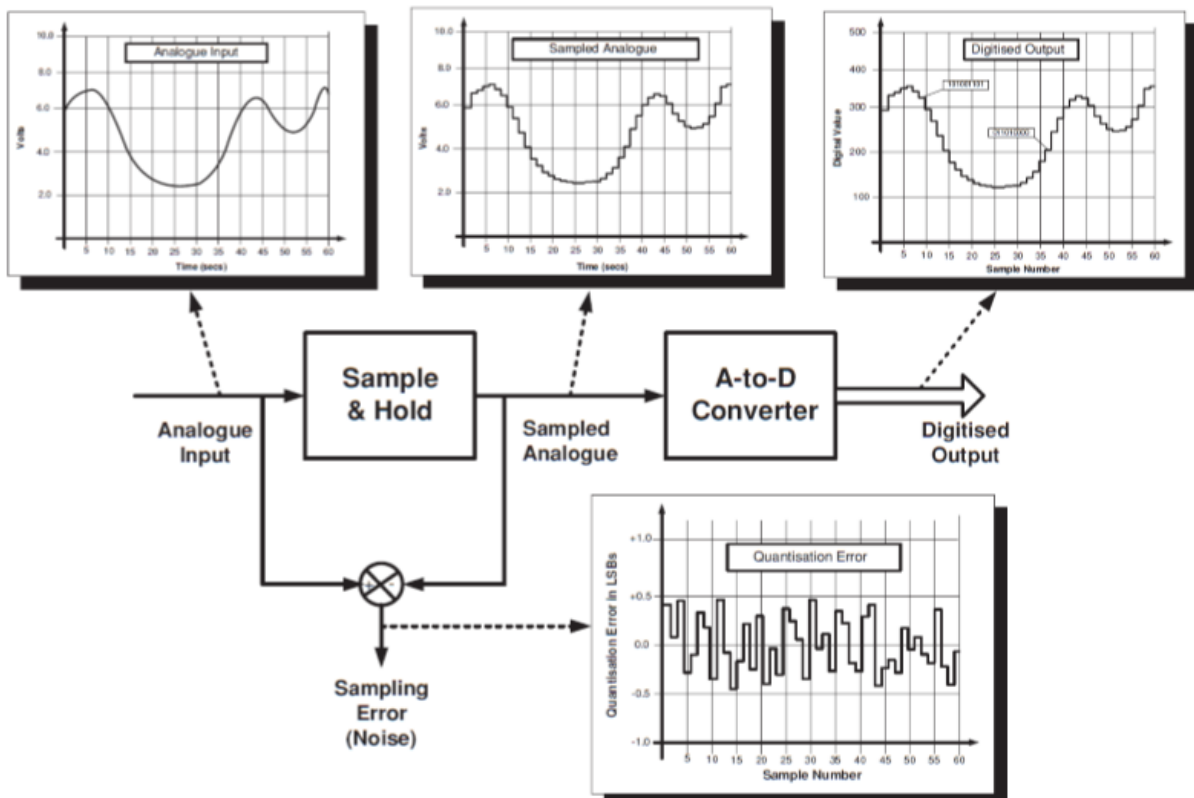 Analogue Input
Volts
10.0
8.0
6.0
4.0
2.0
5 10 15 20 25 30 35 40 45 50 55 60
Time (secs)
Sampled Analogue
Volts
10.0
8.0
6.0
4.0
2.0
5 10 15 20 25 30 35 40 45 50 55 60
Time (secs)
Digitised Output
Digital Value
500
400
300
200
100
101001101
011010000
5 10 15 20 25 30 35 40 45 50 55 60
Sample Number
Sample
& Hold
A-to-D
Converter
Analogue
Input
Sampled
Analogue
Digitised
Output
+ -
Sampling
Error
(Noise)
Quantisation Error
Quantisation Error in LSBs
+1.0
+0.5
0.0
-0.5
-1.0
5 10 15 20 25 30 35 40 45 50 55 60
Sample Number